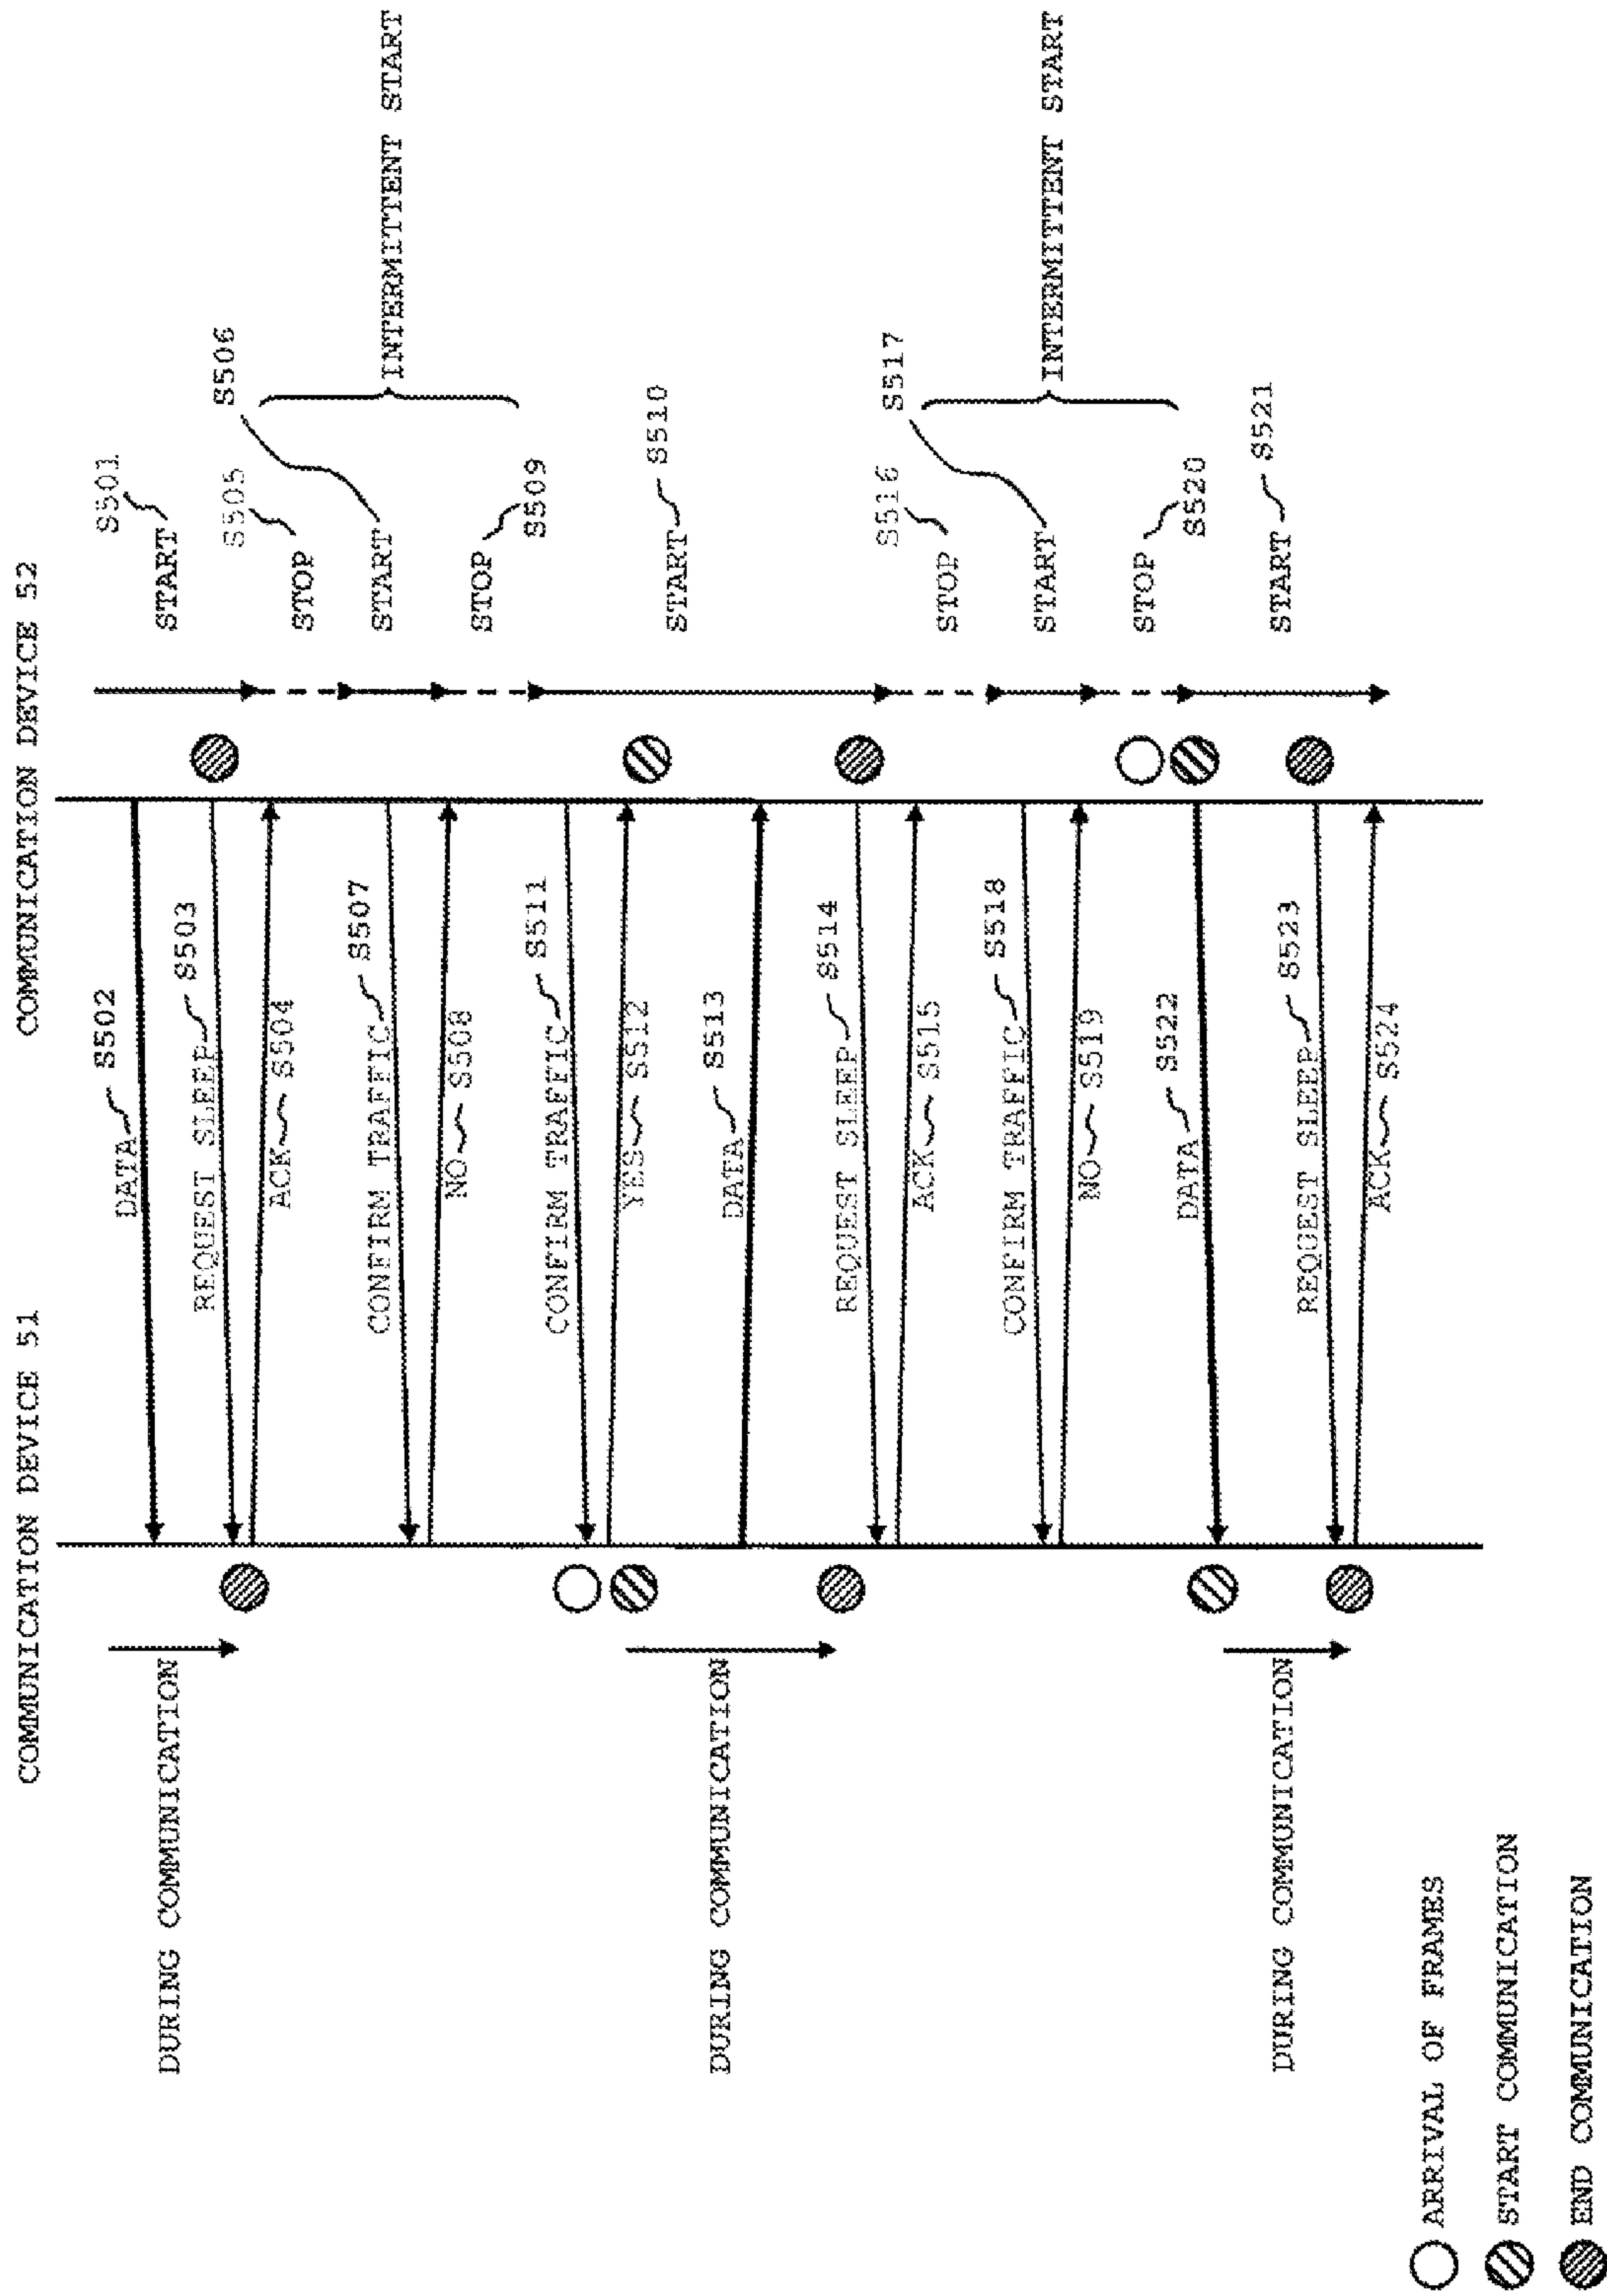 COMMUNICATION DEVICE 51
COMMUNICATION DEVICE 52
DURING COMMUNICATION
DATA S502
START S501
REQUEST SLEEP S503
ACK S504
STOP S505
START S506
INTERMITTENT START
CONFIRM TRAFFIC S507
NO S508
STOP S509
CONFIRM TRAFFIC S511
YES S512
START S510
DURING COMMUNICATION
DATA S513
REQUEST SLEEP S514
ACK S515
STOP S516
START S517
INTERMITTENT START
CONFIRM TRAFFIC S518
NO S519
STOP S520
DATA S522
START S521
DURING COMMUNICATION
REQUEST SLEEP S523
ACK S524
ARRIVAL OF FRAMES
START COMMUNICATION
END COMMUNICATION